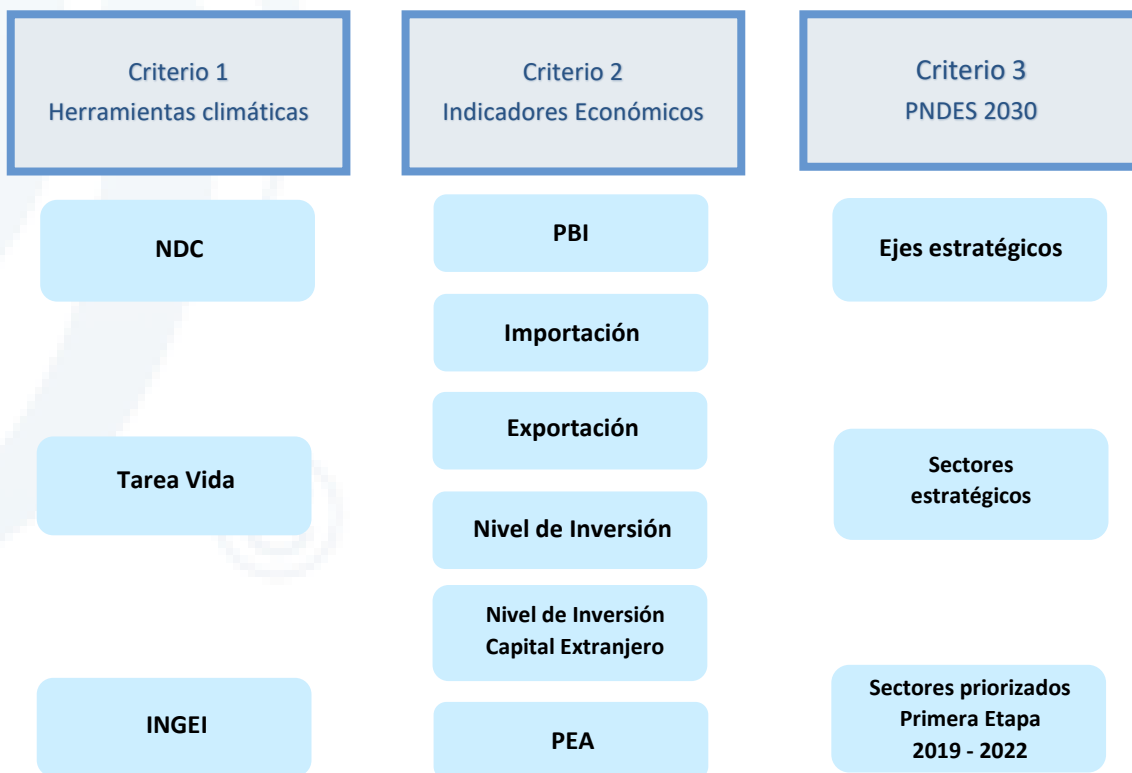 Criterio 1
Herramientas climáticas
NDC
Tarea Vida
INGEI
Criterio 2
Indicadores Económicos
PBI
Importación
Exportación
Nivel de Inversión
Nivel de Inversión
Capital Extranjero
PEA
Criterio 3
PNDES 2030
Ejes estratégicos
Sectores
estratégicos
Sectores priorizados
Primera Etapa
2019 - 2022